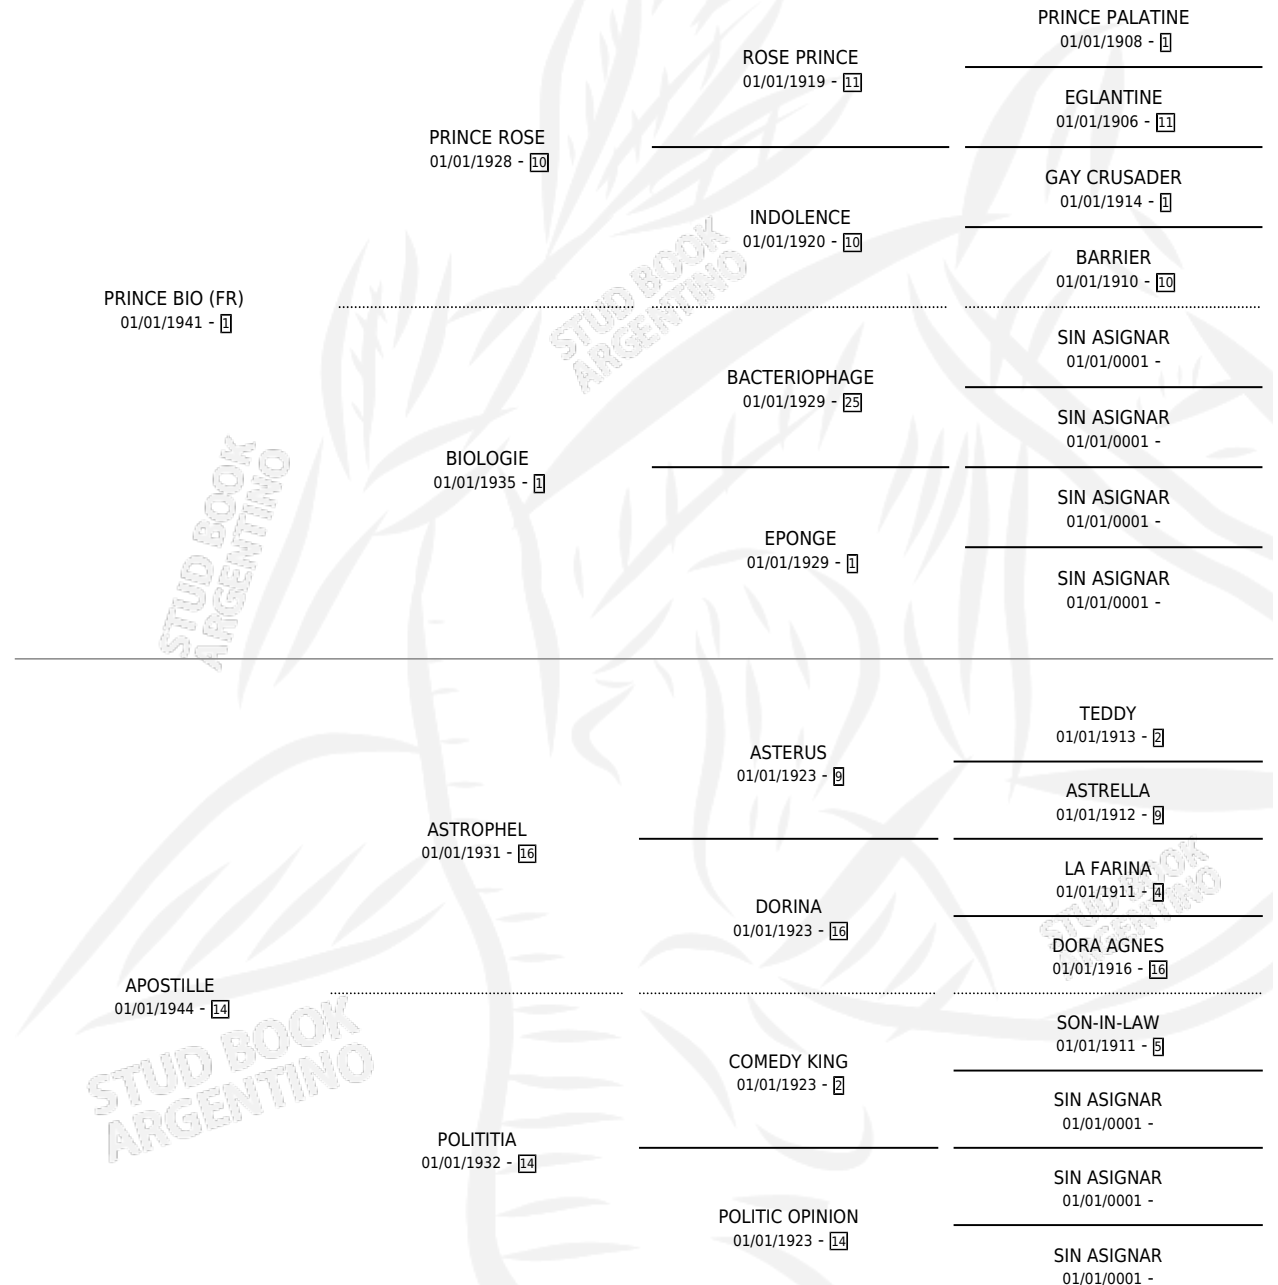 PRINCE PALATINE
01/01/1908 - 1
ROSE PRINCE
01/01/1919 - 11
EGLANTINE
01/01/1906 - 11
PRINCE ROSE
01/01/1928 - 10
GAY CRUSADER
01/01/1914 - 1
INDOLENCE
01/01/1920 - 10
BARRIER
01/01/1910 - 10
PRINCE BIO (FR)
01/01/1941 - 1
SIN ASIGNAR
01/01/0001 -
BACTERIOPHAGE
01/01/1929 - 25
SIN ASIGNAR
01/01/0001 -
BIOLOGIE
01/01/1935 - 1
SIN ASIGNAR
01/01/0001 -
EPONGE
01/01/1929 - 1
SIN ASIGNAR
01/01/0001 -
STUD BOOK
ARGENTINO
STUD BOOK
ARGENTINO
TEDDY
01/01/1913 - 2
ASTERUS
01/01/1923 - 9
ASTRELLA
01/01/1912 - 9
ASTROPHEL
01/01/1931 - 16
LA FARINA
01/01/1911 - 4
DORINA
01/01/1923 - 16
DORA AGNES
01/01/1916 - 16
APOSTILLE
01/01/1944 - 14
SON-IN-LAW
01/01/1911 - 5
COMEDY KING
01/01/1923 - 2
SIN ASIGNAR
01/01/0001 -
POLITITIA
01/01/1932 - 14
SIN ASIGNAR
01/01/0001 -
POLITIC OPINION
01/01/1923 - 14
SIN ASIGNAR
01/01/0001 -
STUD BOOK
ARGENTINO
STUD BOOK
ARGENTINO